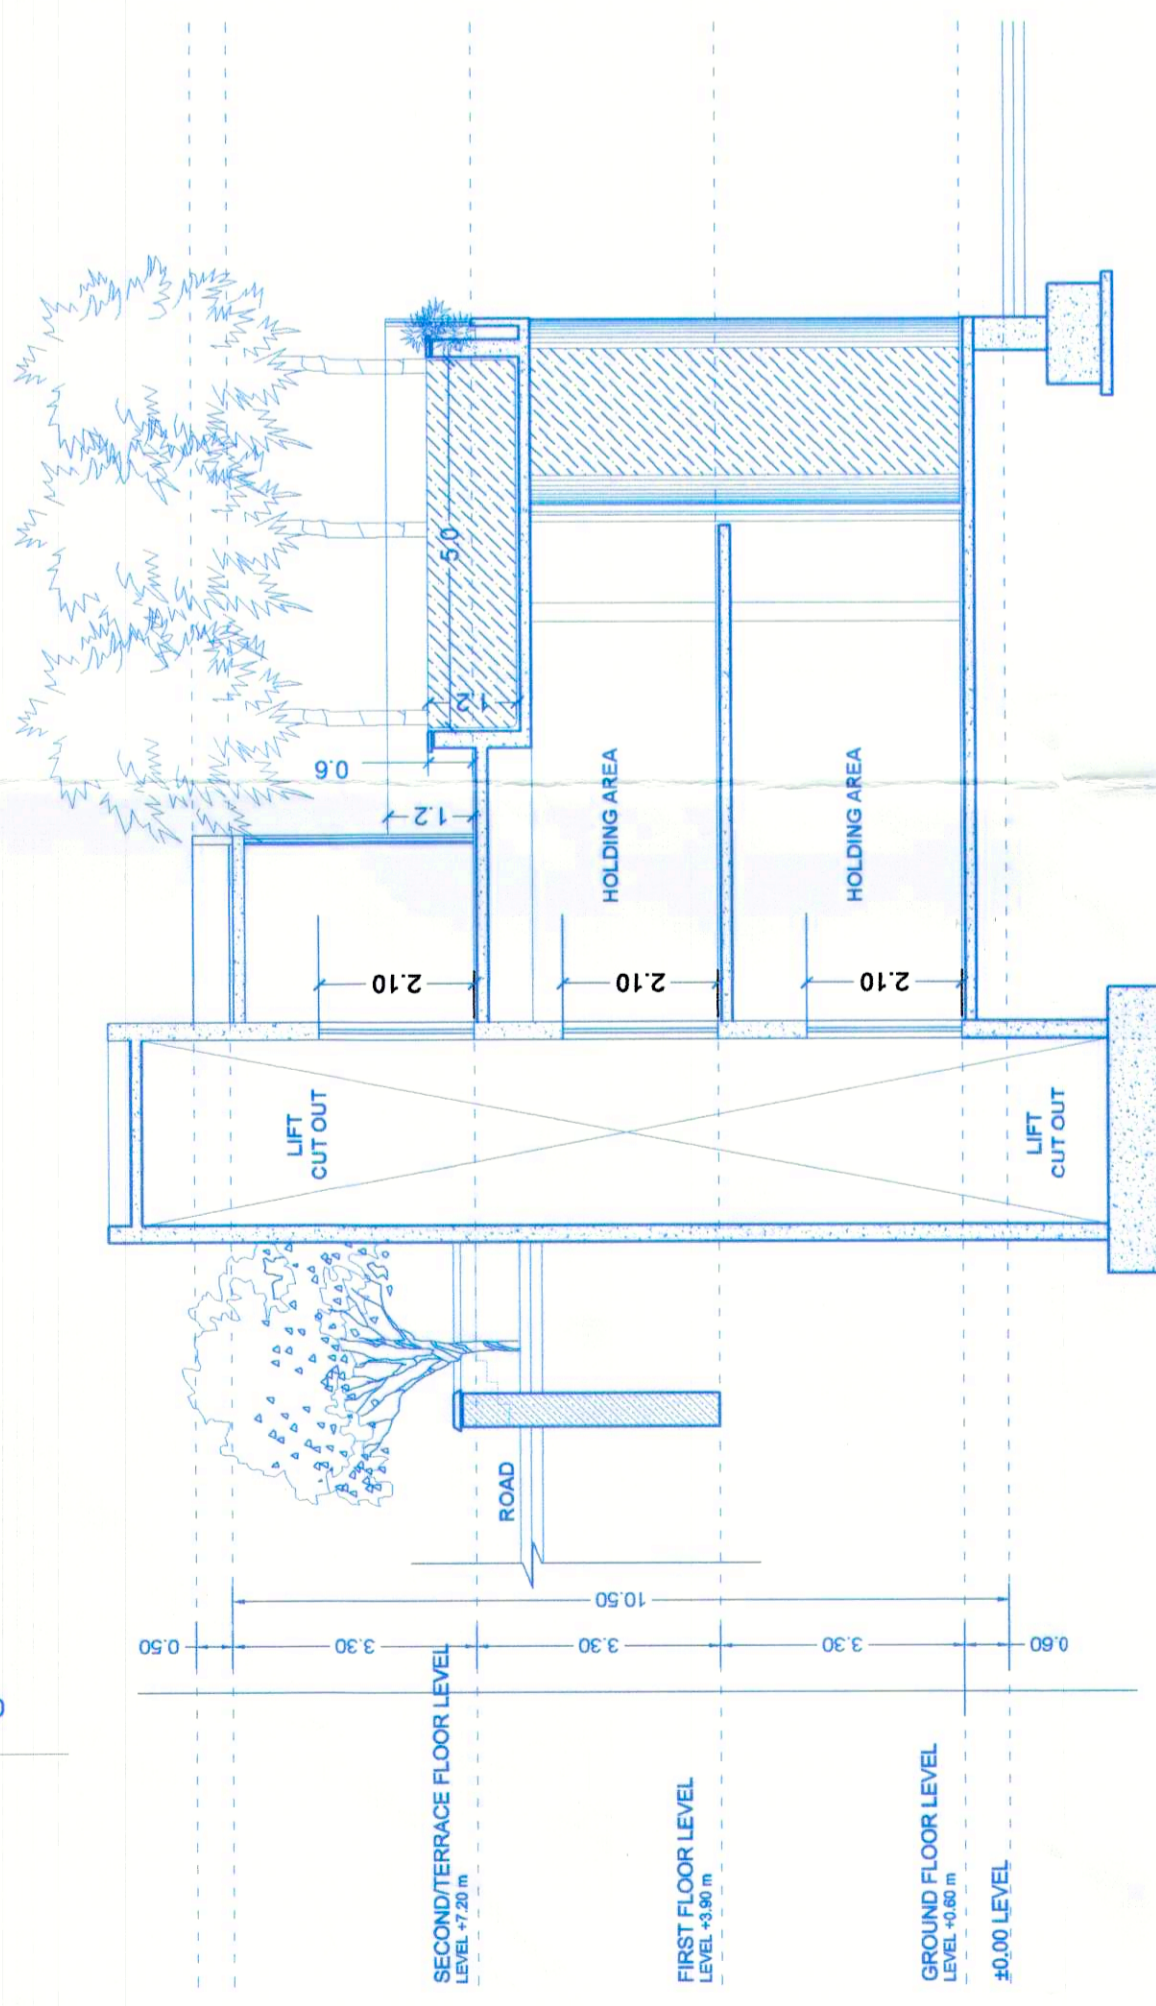 0.50
3.30
3.30
3.30
0.60
10.50
SECOND/TERRACE FLOOR LEVEL
LEVEL +7.20 m
FIRST FLOOR LEVEL
LEVEL +3.90 m
GROUND FLOOR LEVEL
LEVEL +0.60 m
±0.00 LEVEL
ROAD
LIFT
CUT OUT
LIFT
CUT OUT
2.10
2.10
2.10
HOLDING AREA
HOLDING AREA
1.2
0.6
1.2
5.0